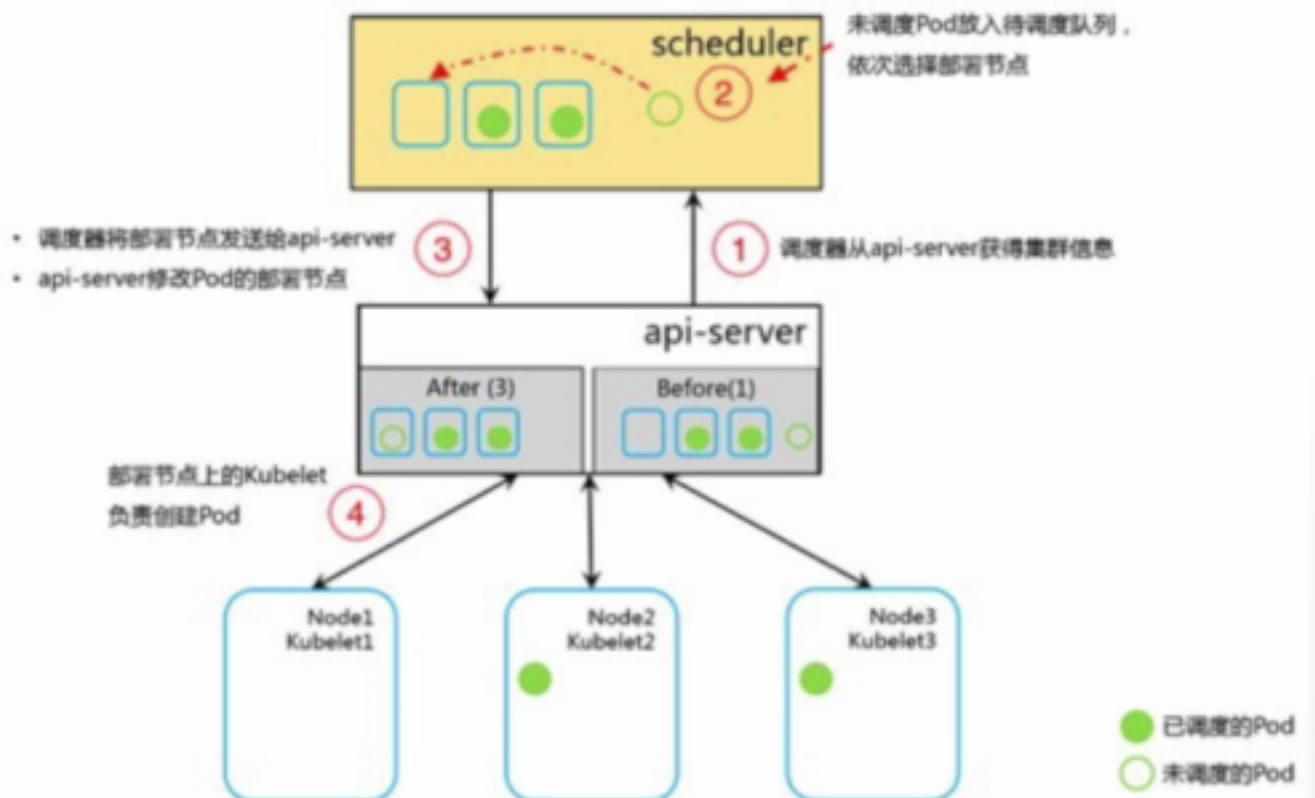 scheduler
②
未调度Pod放入待调度队列，
依次选择部署节点
• 调度器将部署节点发送给api-server
• api-server修改Pod的部署节点
③
①
调度器从api-server获得集群信息
api-server
After (3)
Before(1)
部署节点上的Kubelet
负责创建Pod
④
Node1
Kubelet1
Node2
Kubelet2
Node3
Kubelet3
已调度的Pod
未调度的Pod